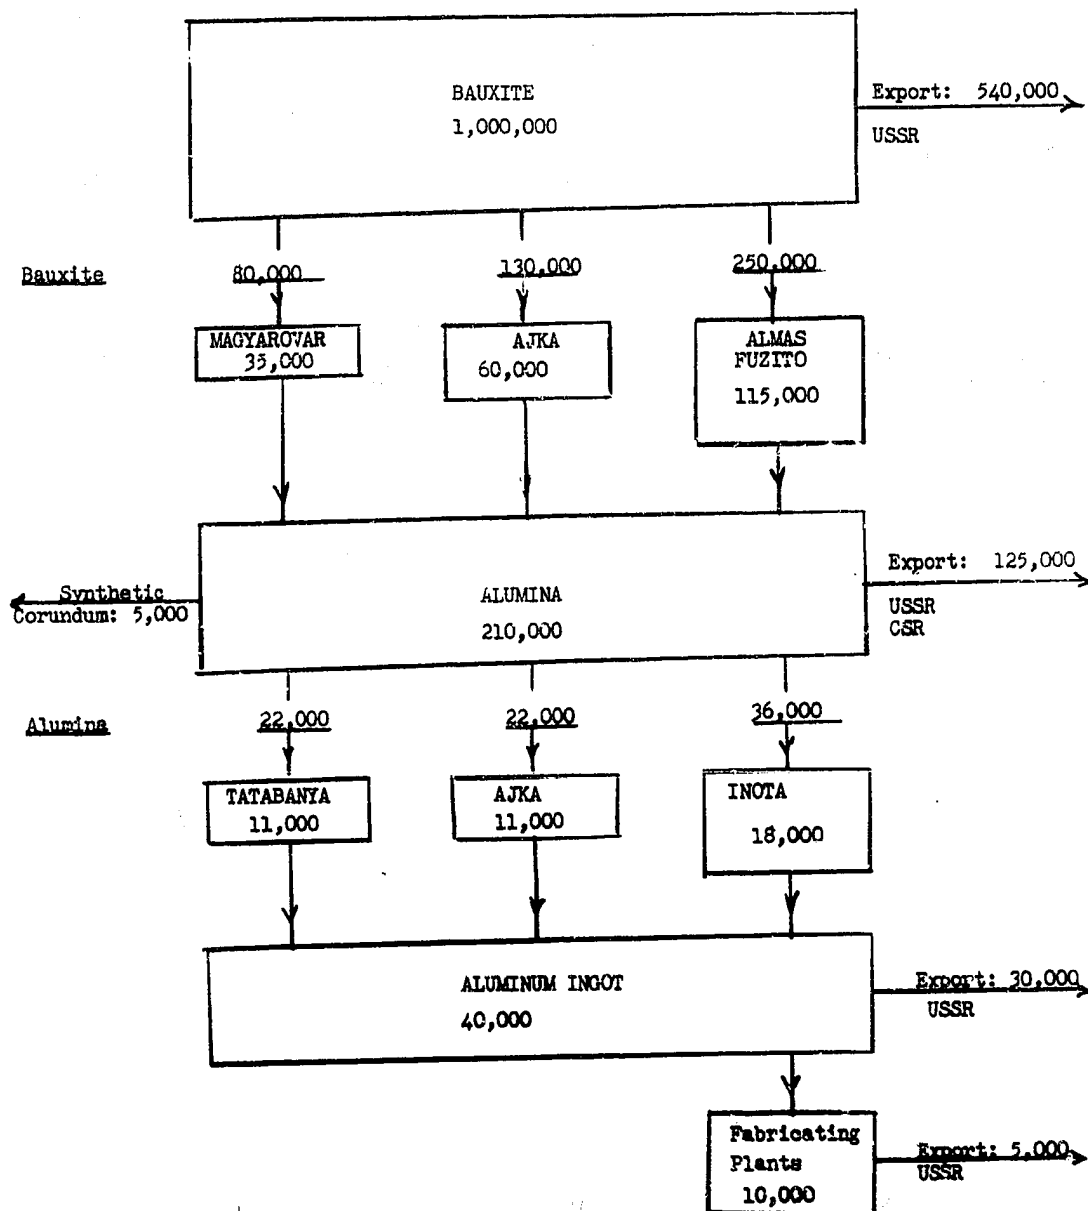 BAUXITE
1,000,000
Export: 540,000
USSR
Bauxite
80,000
130,000
250,000
MAGYAROVAR
35,000
AJKA
60,000
ALMAS
FUZITO
115,000
Synthetic
Corundum: 5,000
ALUMINA
210,000
Export: 125,000
USSR
CSR
Alumina
22,000
22,000
36,000
TATABANYA
11,000
AJKA
11,000
INOTA
18,000
ALUMINUM INGOT
40,000
Export: 30,000
USSR
Fabricating
Plants
10,000
Export: 5,000
USSR